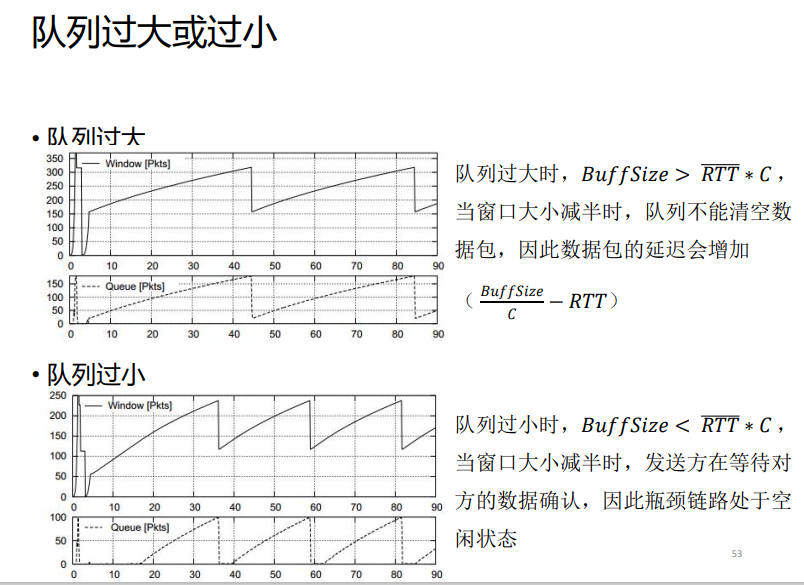 队列过大或过小
• 队列过大
350
300
250
200
150
100
50
0
Window [Pkts]
0 10 20 30 40 50 60 70 80 90
150
100
50
0
Queue [Pkts]
0 10 20 30 40 50 60 70 80 90
队列过大时，BuffSize > \overline{RTT} * C，
当窗口大小减半时，队列不能清空数
据包，因此数据包的延迟会增加
（ \frac{BuffSize}{C} − RTT）
• 队列过小
250
200
150
100
50
0
Window [Pkts]
0 10 20 30 40 50 60 70 80 90
100
50
0
Queue [Pkts]
0 10 20 30 40 50 60 70 80 90
队列过小时，BuffSize < \overline{RTT} * C，
当窗口大小减半时，发送方在等待对
方的数据确认，因此瓶颈链路处于空
闲状态
53